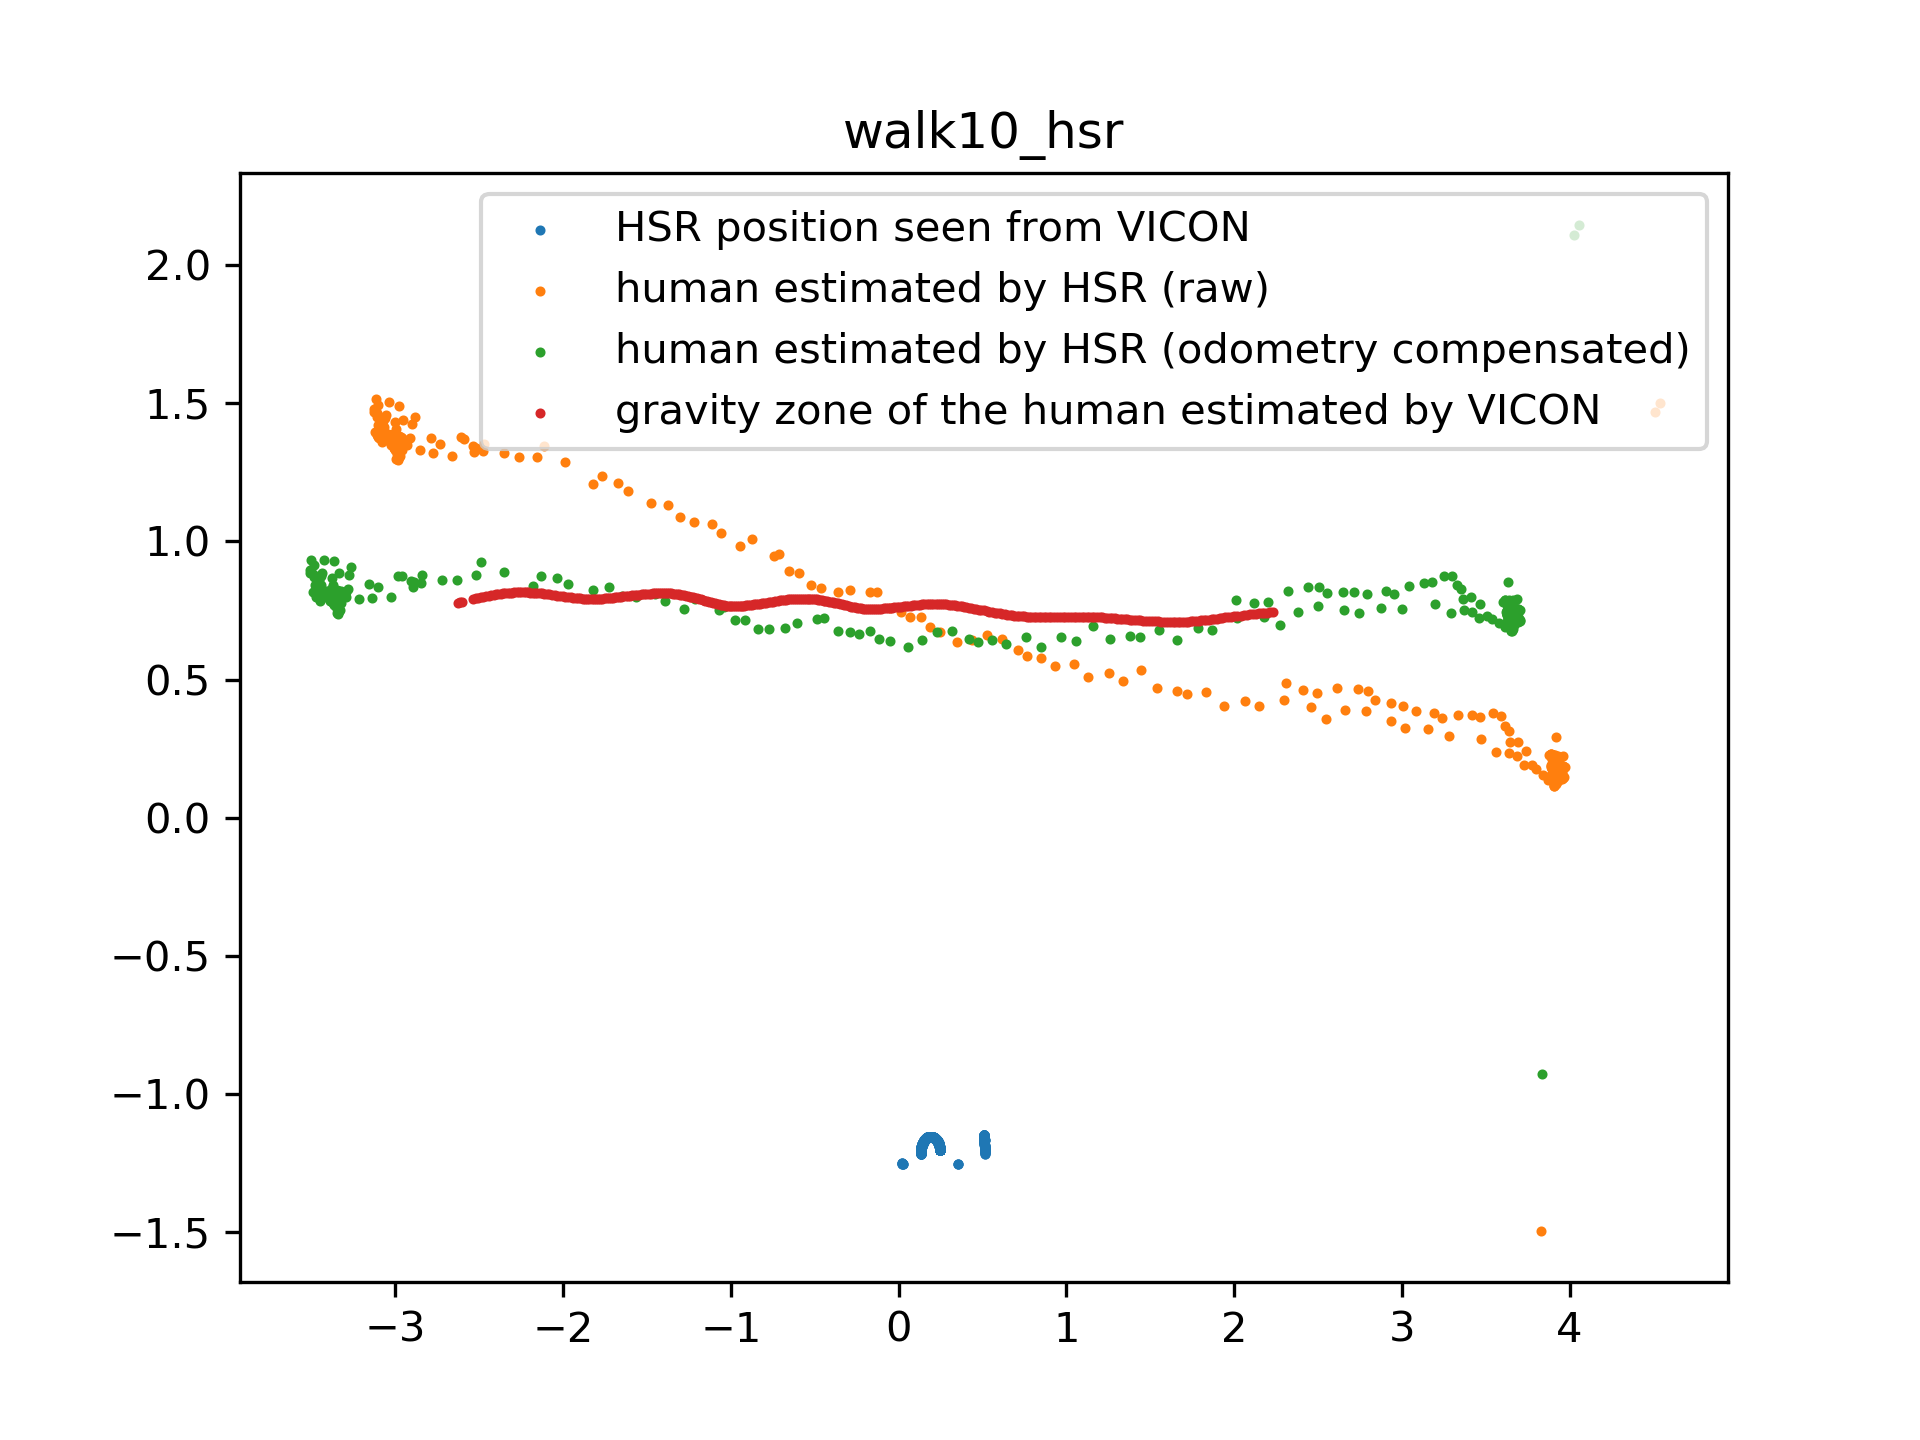 walk10_hsr
HSR position seen from VICON
human estimated by HSR (raw)
human estimated by HSR (odometry compensated)
gravity zone of the human estimated by VICON
2.0
1.5
1.0
0.5
0.0
−0.5
−1.0
−1.5
−3 −2 −1 0 1 2 3 4